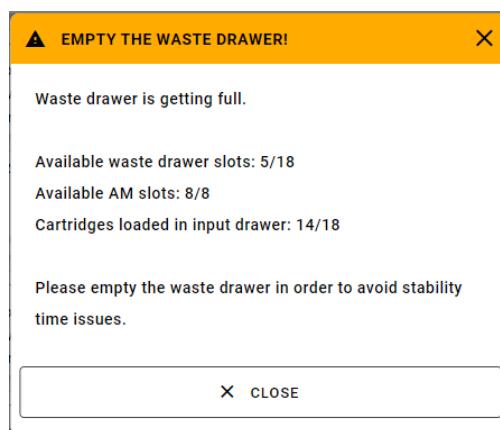 EMPTY THE WASTE DRAWER!
Waste drawer is getting full.
Available waste drawer slots: 5/18
Available AM slots: 8/8
Cartridges loaded in input drawer: 14/18
Please empty the waste drawer in order to avoid stability
time issues.
CLOSE